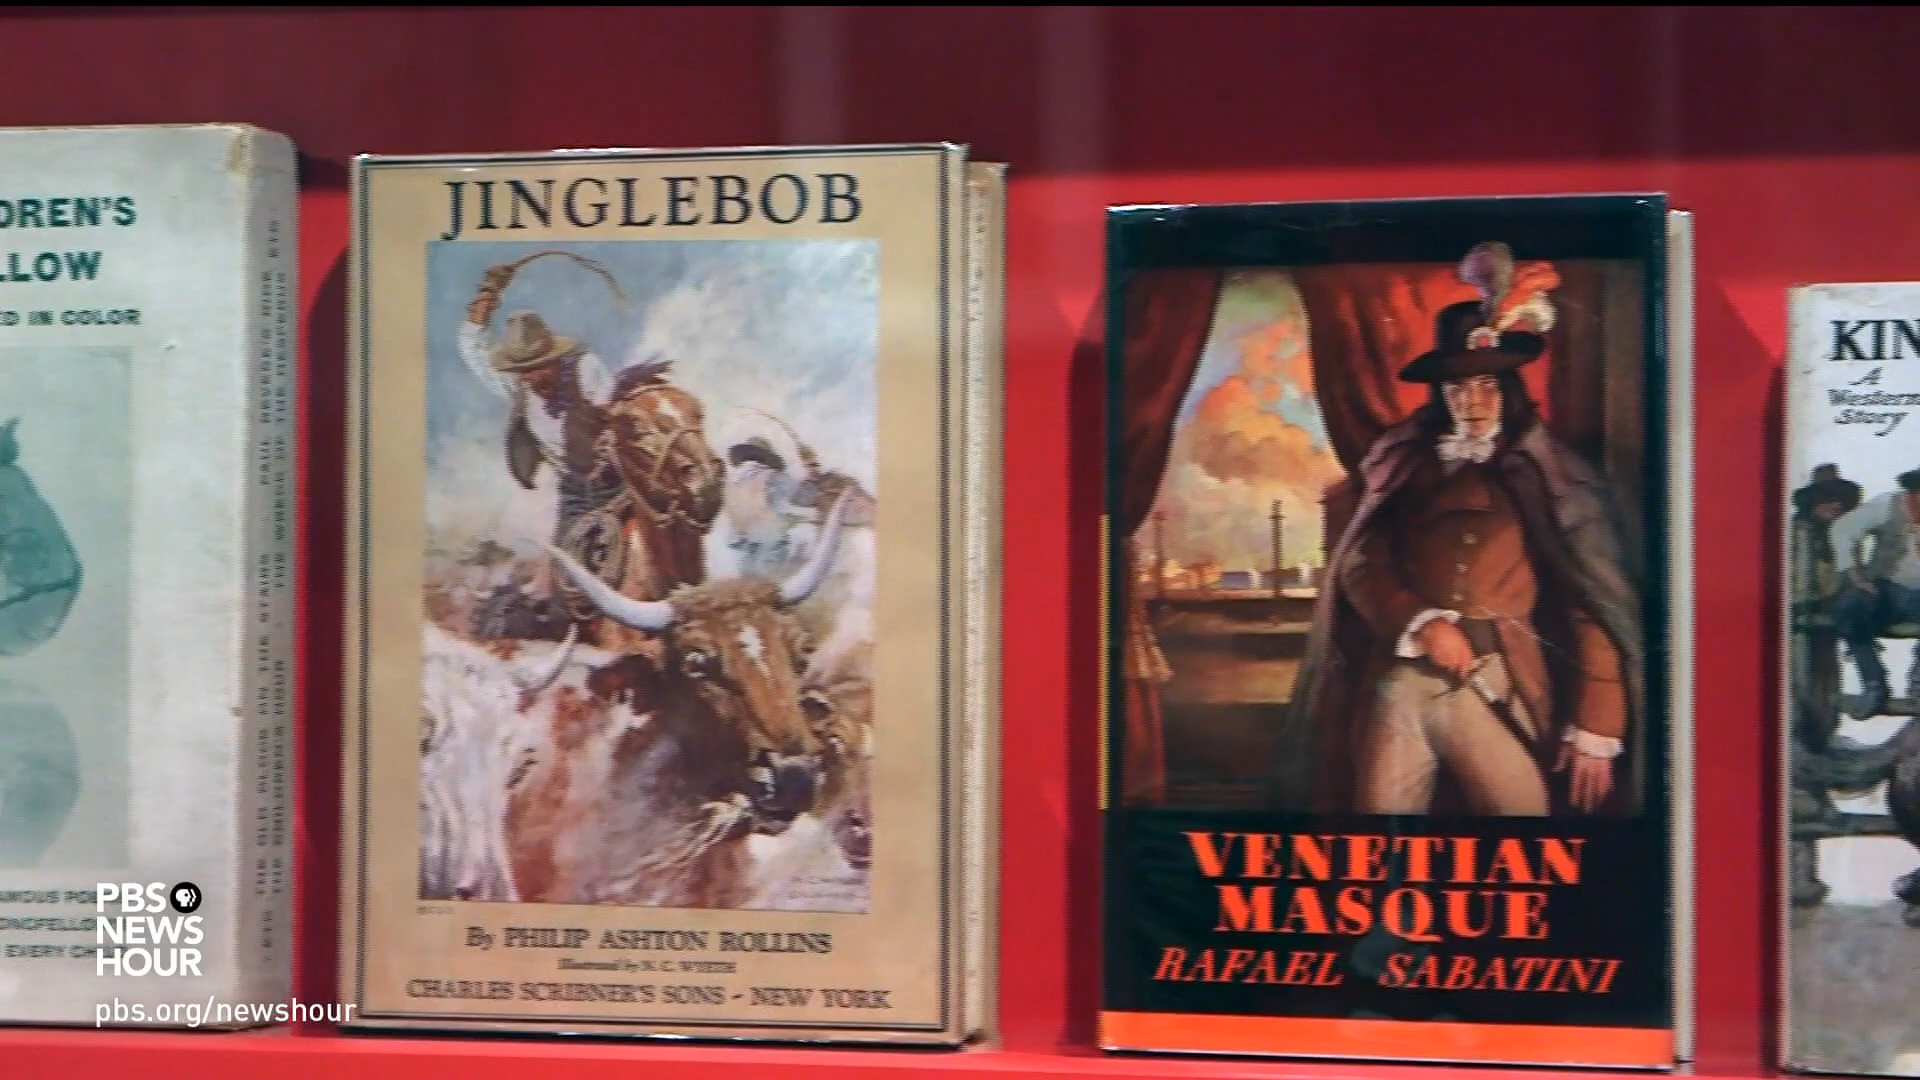 DREN'S
LLOW
ED IN COLOR
JINGLEBOB
By PHILIP ASHTON ROLLINS
Illustrated by N. C. WYETH
CHARLES SCRIBNER'S SONS - NEW YORK
VENETIAN
MASQUE
RAFAEL SABATINI
KIN
A
Western
Story
PBS
NEWS
HOUR
pbs.org/newshour